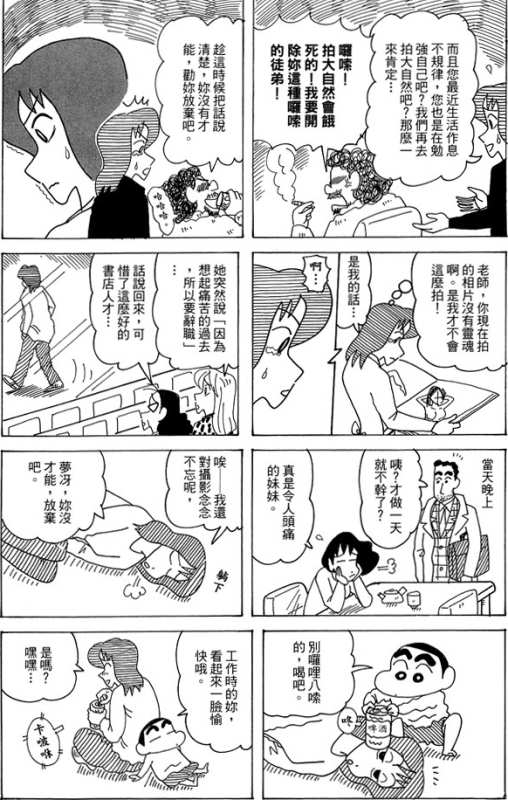 而且您最近生活作息
不規律，您也是在勉
強自己吧？我們再去
拍大自然吧？那麼一
來肯定…
囉嗦！
拍大自然會餓
死的！我要開
除妳這種囉嗦
的徒弟！
趁這時候把話說
清楚，妳沒有才
能，勸妳放棄吧。
哈哈
哈哈
老師，你現在拍
的相片沒有靈魂
啊。是我才不會
這麼拍！
是我的話…
啊…
她突然說「因為
想起痛苦的過去
，所以要辭職」
…
話說回來，可
惜了這麼好的
書店人才…
當天晚上
咦？才做一天
就不幹了？
真是令人頭痛
的妹妹。
唉——我還
對攝影念念
不忘呢，
躺下
夢冴，妳沒
才能，放棄
吧。
別囉哩八嗦
的，喝吧。
啤酒
咚
工作時的妳，
看起來一臉愉
快哦。
是嗎？
嘿嘿…
卡啵咻